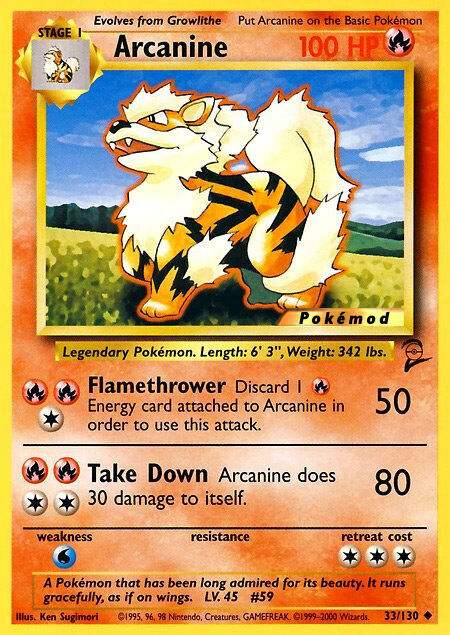 Evolves from Growlithe Put Arcanine on the Basic Pokémon
STAGE 1
Arcanine 100 HP
Pokémod
Legendary Pokémon. Length: 6' 3", Weight: 342 lbs.
Flamethrower Discard 1
Energy card attached to Arcanine in
order to use this attack.
50
Take Down Arcanine does
30 damage to itself.
80
weakness resistance retreat cost
A Pokémon that has been long admired for its beauty. It runs
gracefully, as if on wings. LV. 45 #59
Illus. Ken Sugimori ©1995, 96, 98 Nintendo, Creatures, GAMEFREAK. ©1999-2000 Wizards. 33/130